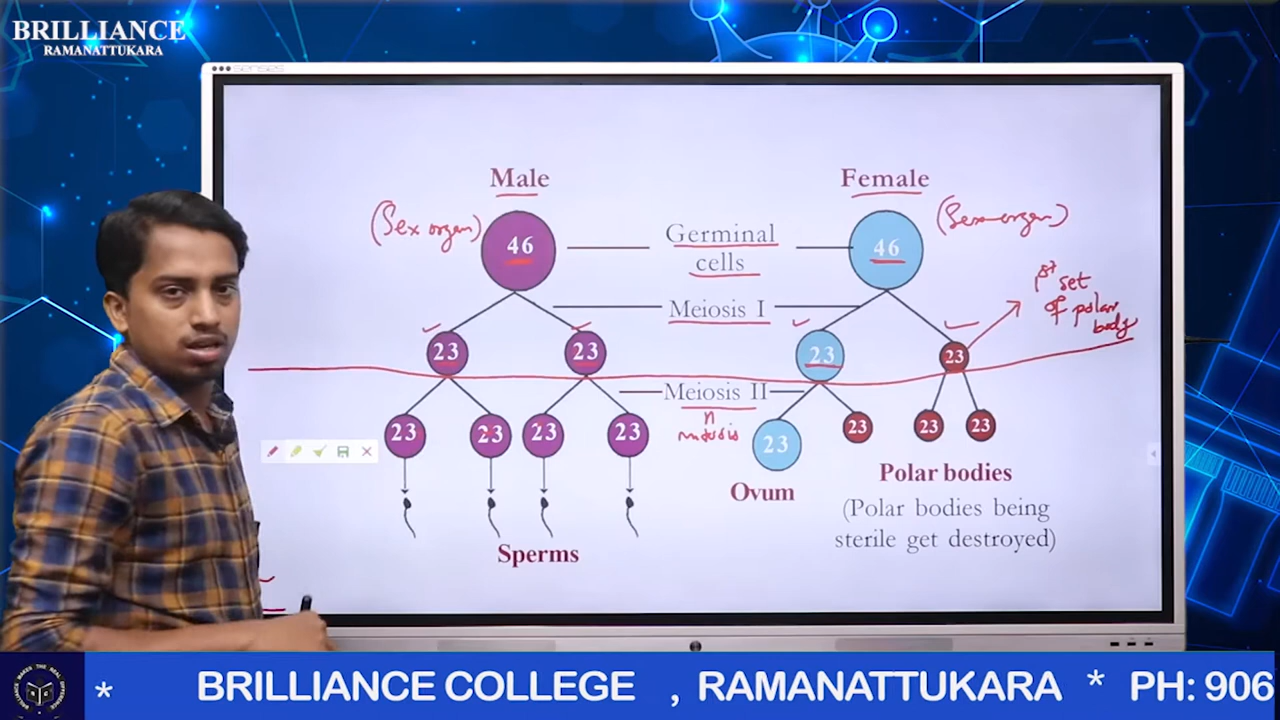 BRILLIANCE
RAMANATTUKARA
Male
Female
(Sex organ)
46
Germinal
cells
46
(Sex organ)
Meiosis I
1st set
of polar
body
23
23
23
23
Meiosis II
n
mitosis
23
23
23
23
23
23
23
23
Ovum
Polar bodies
(Polar bodies being
sterile get destroyed)
Sperms
* BRILLIANCE COLLEGE , RAMANATTUKARA * PH: 906